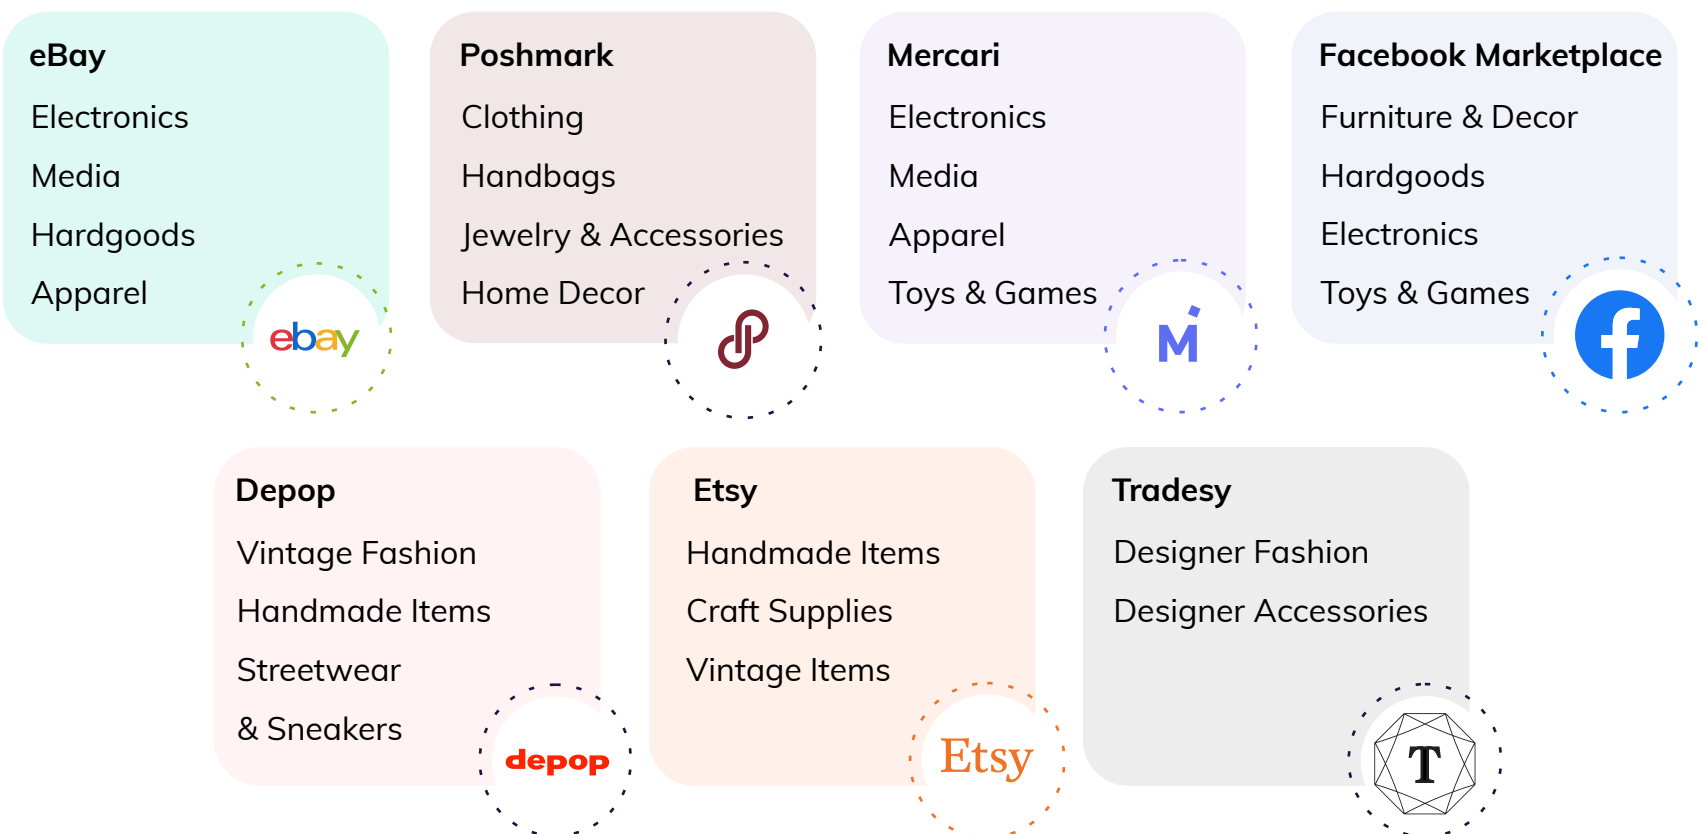 eBay
Electronics
Media
Hardgoods
Apparel
ebay
Poshmark
Clothing
Handbags
Jewelry & Accessories
Home Decor
Mercari
Electronics
Media
Apparel
Toys & Games
M
Facebook Marketplace
Furniture & Decor
Hardgoods
Electronics
Toys & Games
f
Depop
Vintage Fashion
Handmade Items
Streetwear
& Sneakers
depop
Etsy
Handmade Items
Craft Supplies
Vintage Items
Etsy
Tradesy
Designer Fashion
Designer Accessories
T